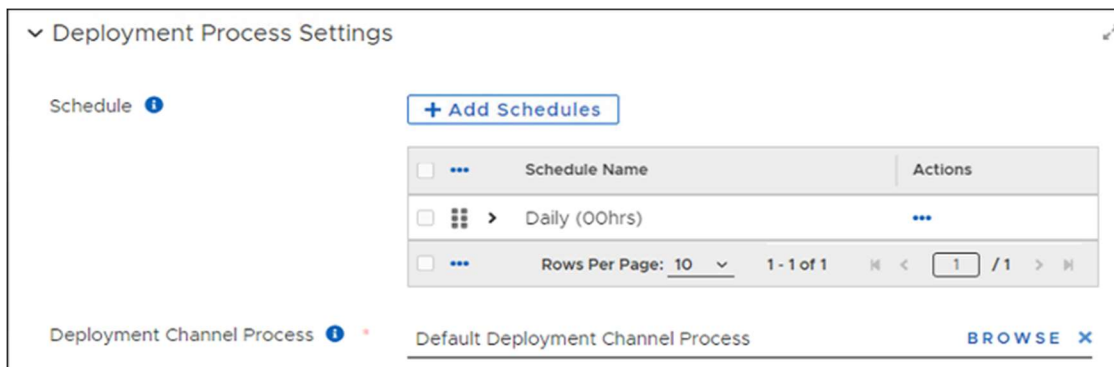 Deployment Process Settings
Schedule
+ Add Schedules
Schedule Name Actions
Daily (00hrs)
Rows Per Page: 10 1 - 1 of 1 1 / 1
Deployment Channel Process * Default Deployment Channel Process BROWSE